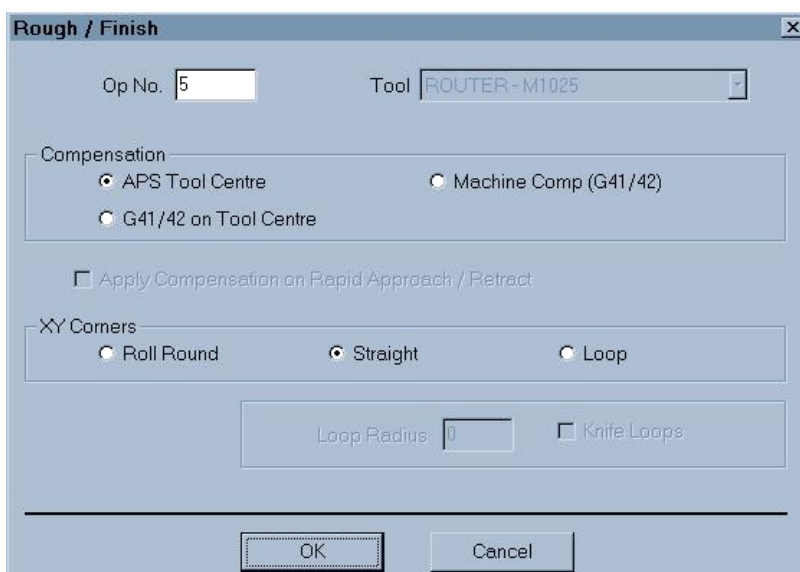 Rough / Finish
Op No. 5 Tool ROUTER - M1025
Compensation
APS Tool Centre Machine Comp (G41/42)
G41/42 on Tool Centre
Apply Compensation on Rapid Approach / Retract
XY Corners
Roll Round Straight Loop
Loop Radius 0 Knife Loops
OK Cancel